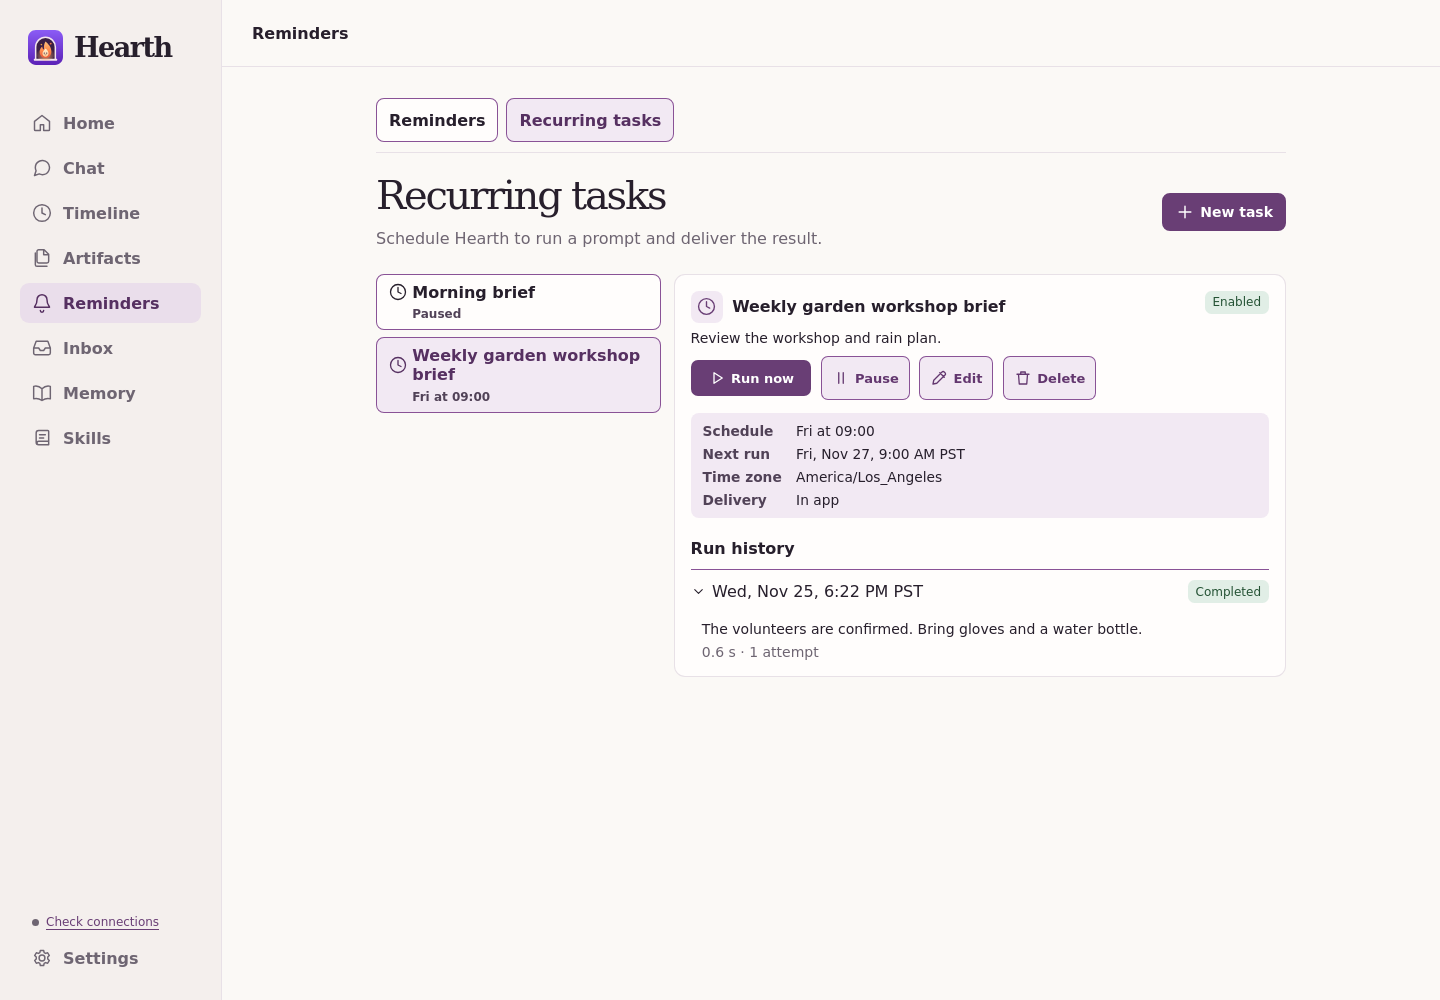 Hearth
Home
Chat
Timeline
Artifacts
Reminders
Inbox
Memory
Skills
Check connections
Settings
Reminders
Reminders
Recurring tasks
Recurring tasks
Schedule Hearth to run a prompt and deliver the result.
New task
Morning brief
Paused
Weekly garden workshop
brief
Fri at 09:00
Weekly garden workshop brief
Enabled
Review the workshop and rain plan.
Run now
Pause
Edit
Delete
Schedule Fri at 09:00
Next run Fri, Nov 27, 9:00 AM PST
Time zone America/Los_Angeles
Delivery In app
Run history
Wed, Nov 25, 6:22 PM PST
Completed
The volunteers are confirmed. Bring gloves and a water bottle.
0.6 s · 1 attempt